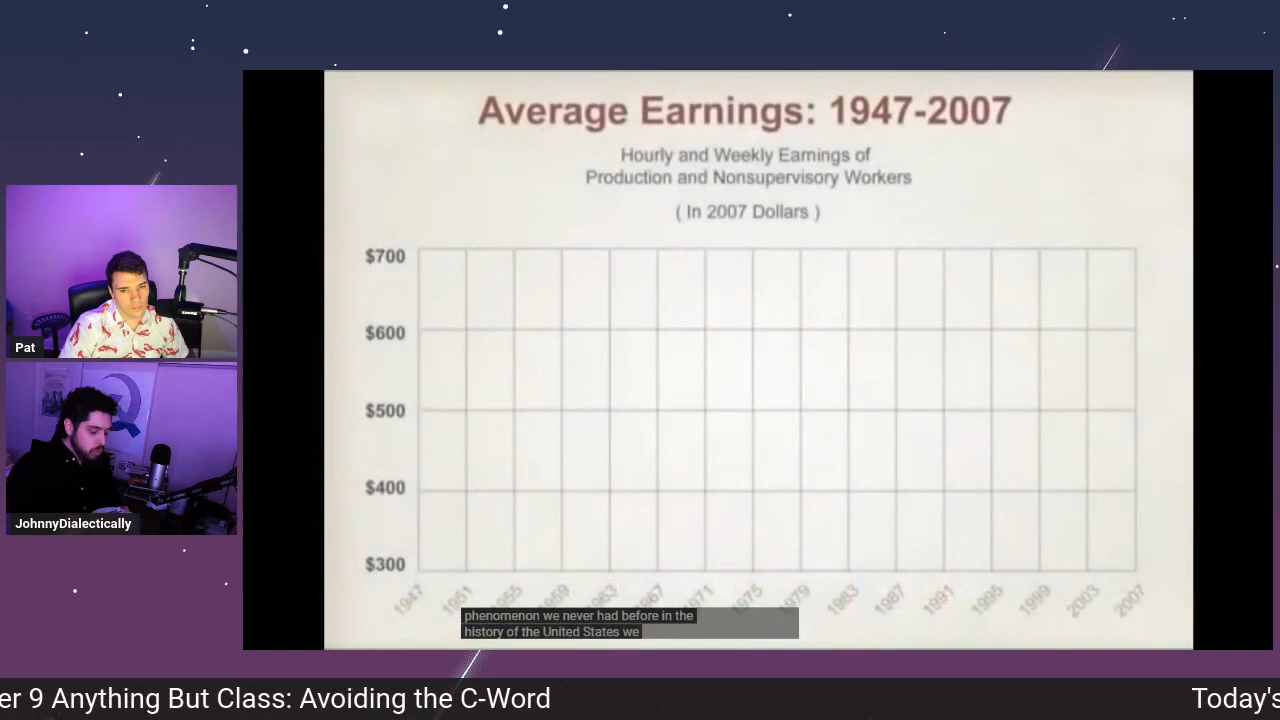 Average Earnings: 1947-2007
Hourly and Weekly Earnings of
Production and Nonsupervisory Workers
( In 2007 Dollars )
$700
$600
$500
$400
$300
1947 1951 1955 1959 1963 1967 1971 1975 1979 1983 1987 1991 1995 1999 2003 2007
phenomenon we never had before in the
history of the United States we
Pat
JohnnyDialectically
er 9 Anything But Class: Avoiding the C-Word
Today's